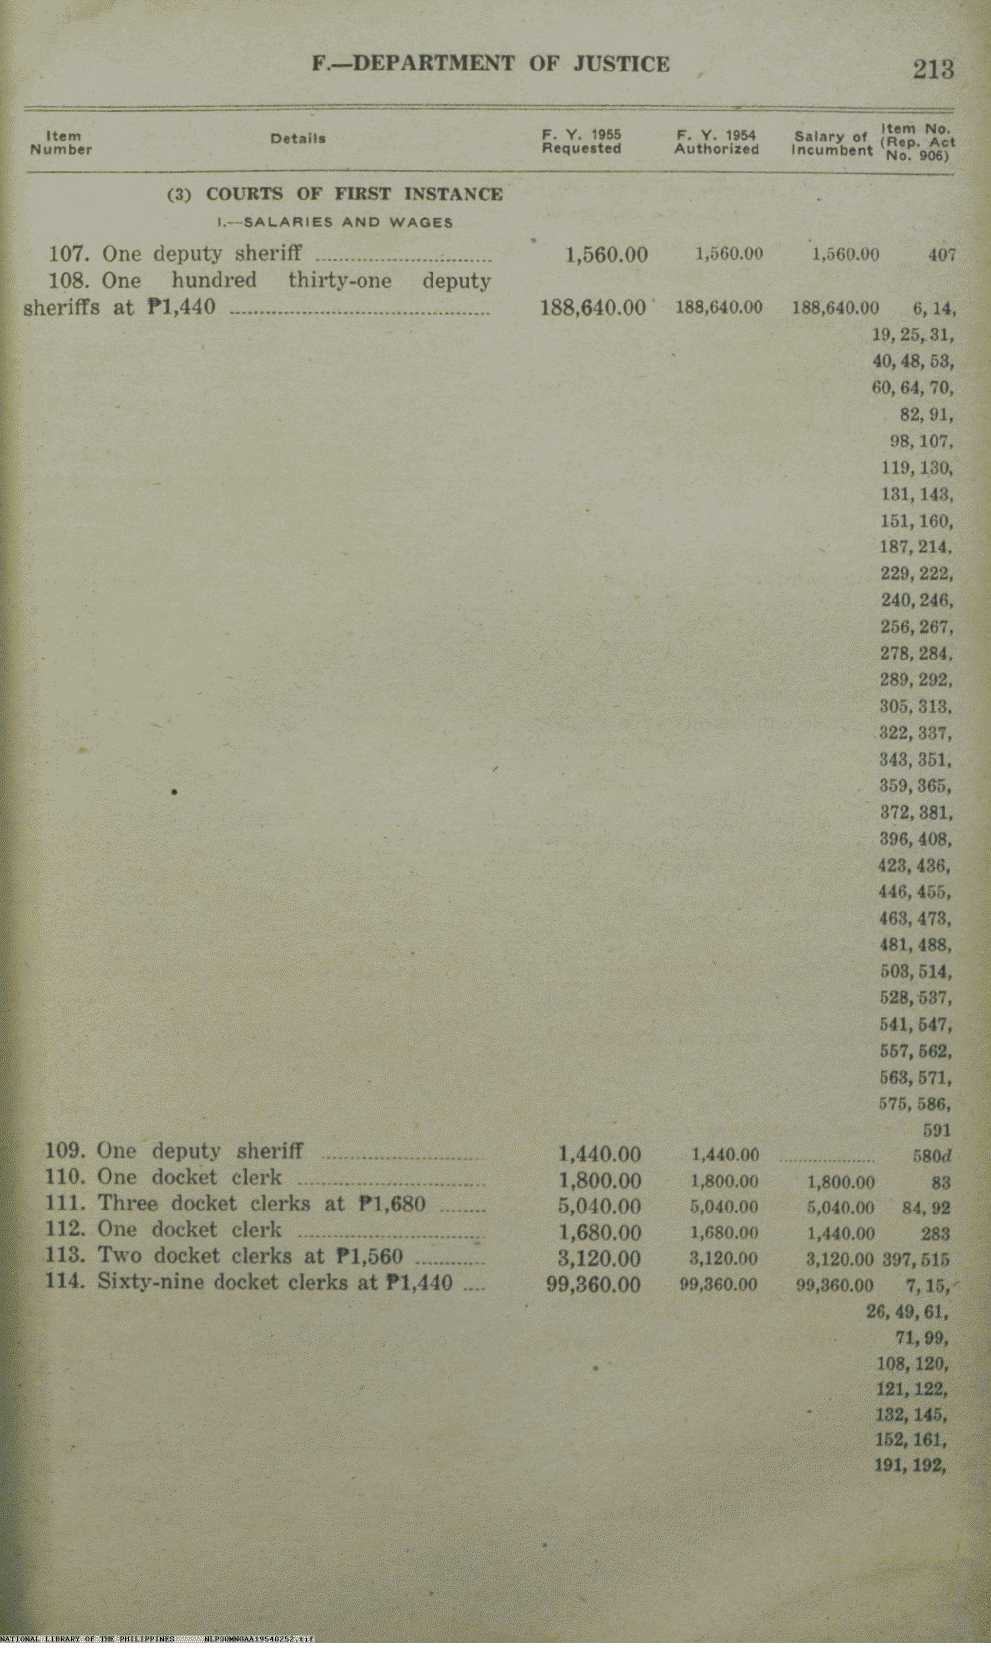 F.—DEPARTMENT OF JUSTICE 213
Item Number Details F. Y. 1955 Requested F. Y. 1954 Authorized Salary of Incumbent Item No. (Rep. Act No. 906)
(3) COURTS OF FIRST INSTANCE
I.—SALARIES AND WAGES
107. One deputy sheriff .............................. 1,560.00 1,560.00 1,560.00 407
108. One hundred thirty-one deputy
sheriffs at ₱1,440 ............................................ 188,640.00 188,640.00 188,640.00 6, 14,
19, 25, 31,
40, 48, 53,
60, 64, 70,
82, 91,
98, 107,
119, 130,
131, 143,
151, 160,
187, 214,
229, 222,
240, 246,
256, 267,
278, 284,
289, 292,
305, 313,
322, 337,
343, 351,
359, 365,
372, 381,
396, 408,
423, 436,
446, 455,
463, 473,
481, 488,
503, 514,
528, 537,
541, 547,
557, 562,
563, 571,
575, 586,
591
109. One deputy sheriff ........................... 1,440.00 1,440.00 ................... 580d
110. One docket clerk ............................... 1,800.00 1,800.00 1,800.00 83
111. Three docket clerks at ₱1,680 ........ 5,040.00 5,040.00 5,040.00 84, 92
112. One docket clerk ............................... 1,680.00 1,680.00 1,440.00 283
113. Two docket clerks at ₱1,560 ............ 3,120.00 3,120.00 3,120.00 397, 515
114. Sixty-nine docket clerks at ₱1,440 .... 99,360.00 99,360.00 99,360.00 7, 15,
26, 49, 61,
71, 99,
108, 120,
121, 122,
132, 145,
152, 161,
191, 192,
NATIONAL LIBRARY OF THE PHILIPPINES NLPOOMNOAA19540252.tif